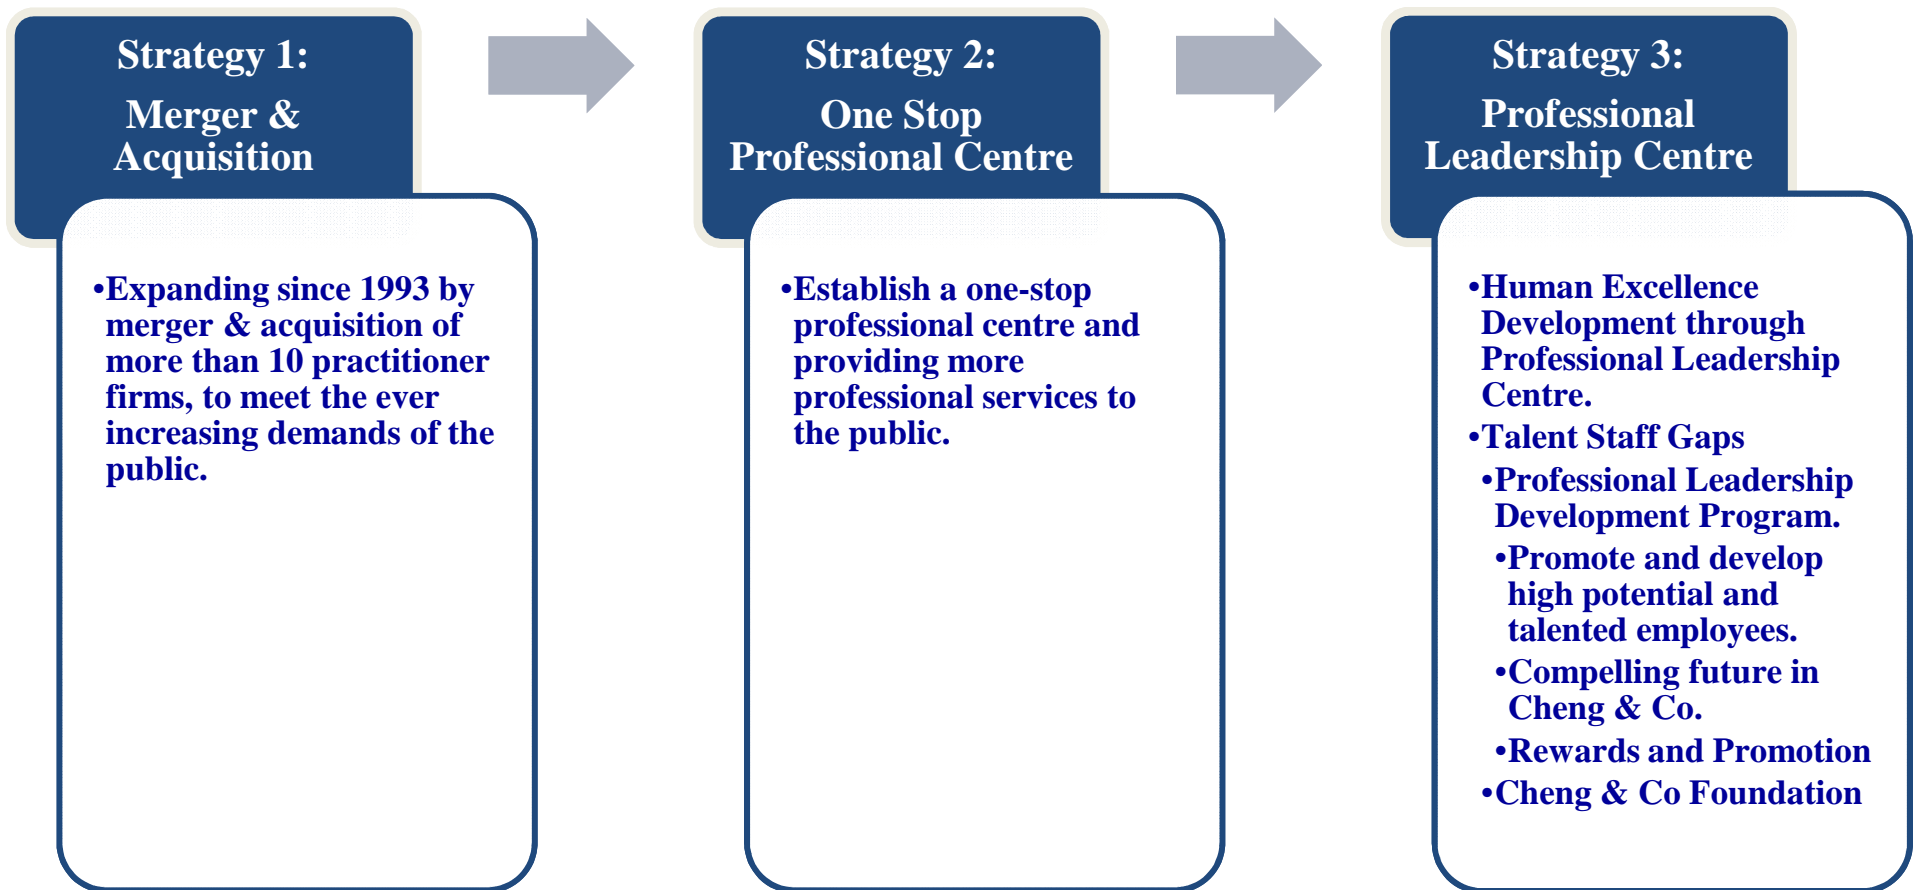 Strategy 1:
Merger &
Acquisition
•Expanding since 1993 by
merger & acquisition of
more than 10 practitioner
firms, to meet the ever
increasing demands of the
public.
Strategy 2:
One Stop
Professional Centre
•Establish a one-stop
professional centre and
providing more
professional services to
the public.
Strategy 3:
Professional
Leadership Centre
•Human Excellence
Development through
Professional Leadership
Centre.
•Talent Staff Gaps
•Professional Leadership
Development Program.
•Promote and develop
high potential and
talented employees.
•Compelling future in
Cheng & Co.
•Rewards and Promotion
•Cheng & Co Foundation